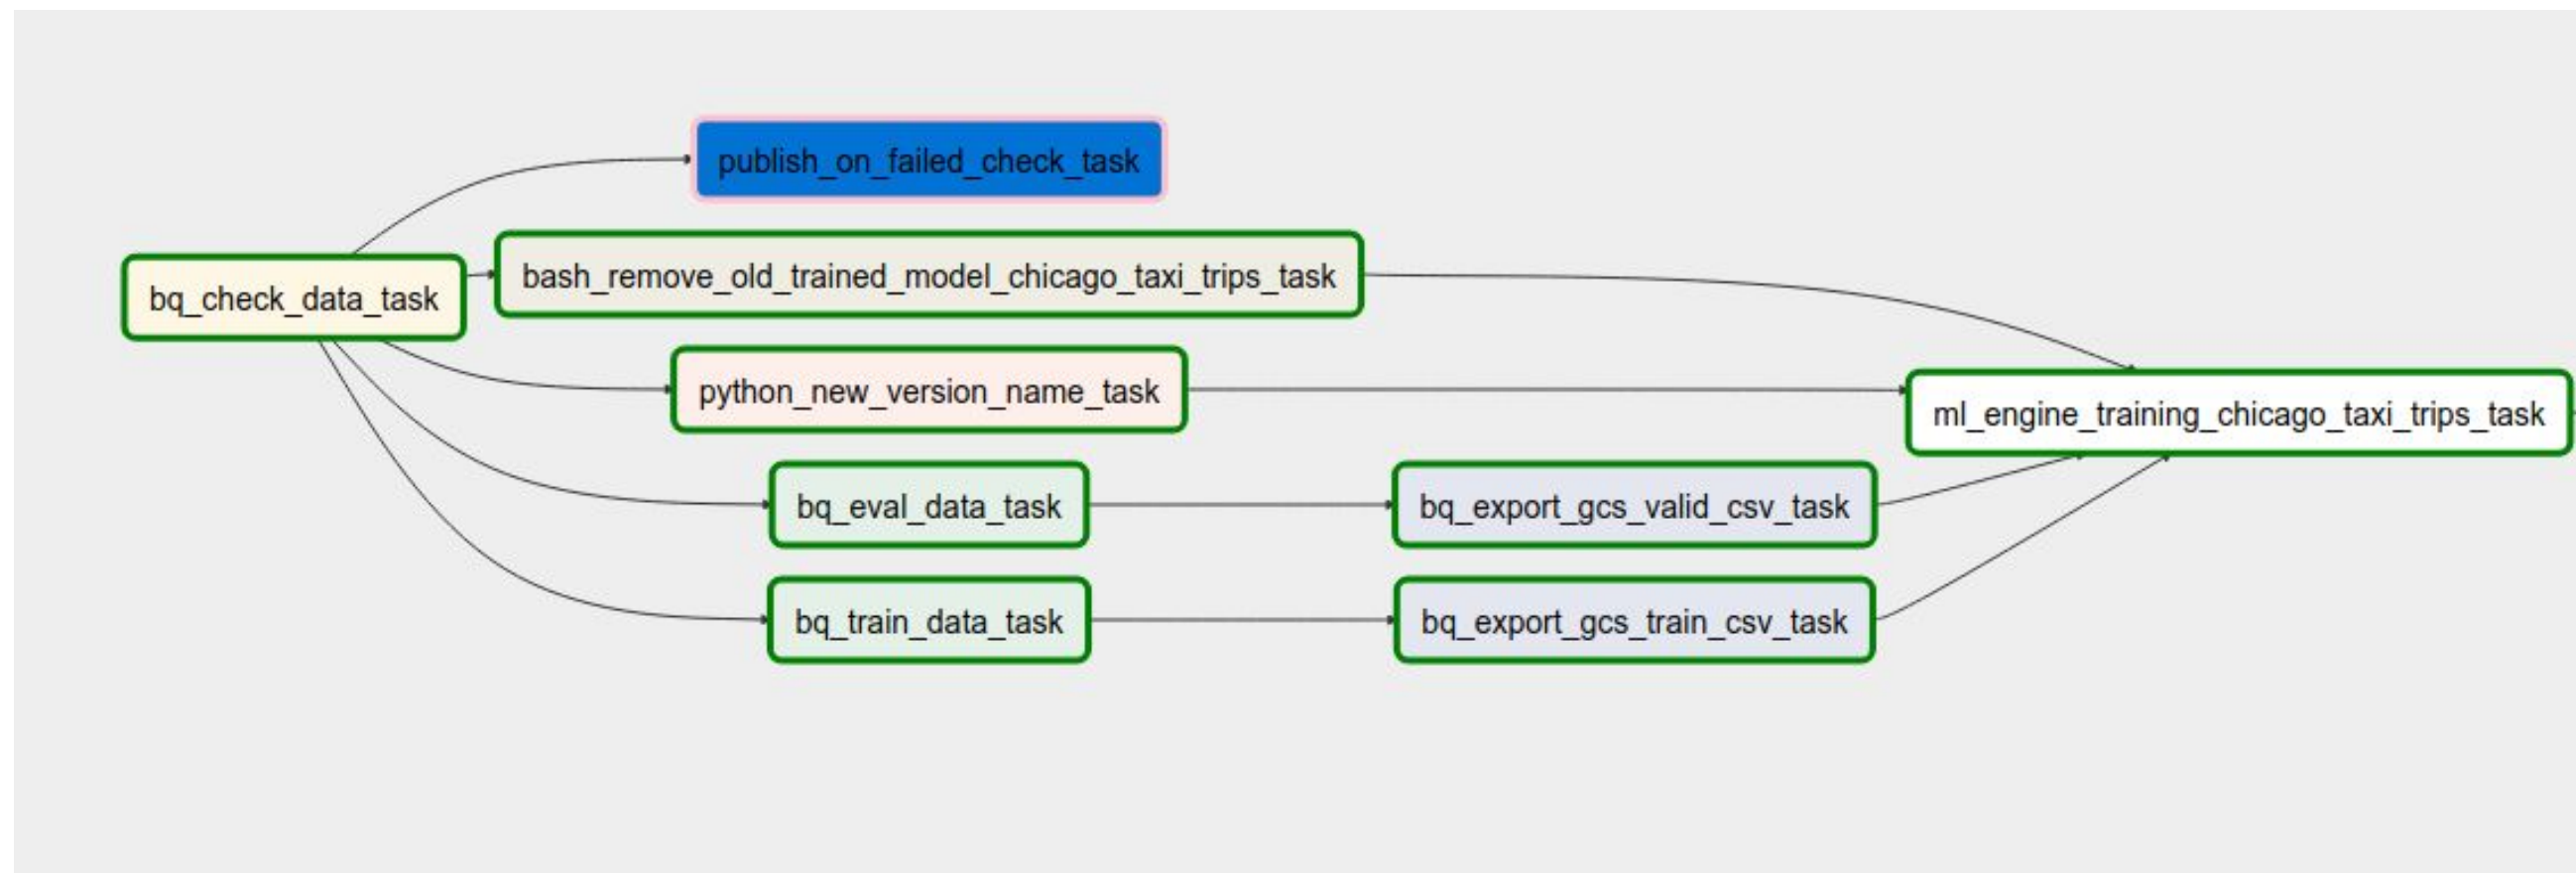 publish_on_failed_check_task
bq_check_data_task
bash_remove_old_trained_model_chicago_taxi_trips_task
python_new_version_name_task
ml_engine_training_chicago_taxi_trips_task
bq_eval_data_task
bq_export_gcs_valid_csv_task
bq_train_data_task
bq_export_gcs_train_csv_task